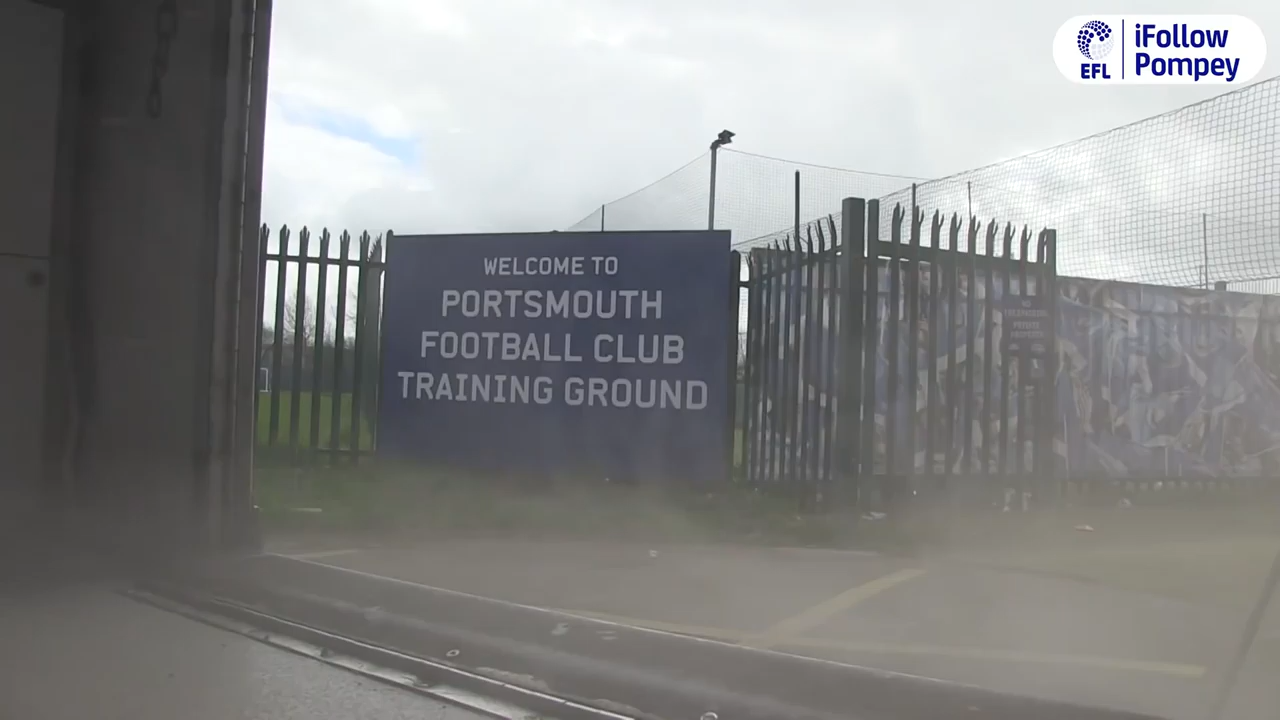 EFL
iFollow
Pompey
WELCOME TO
PORTSMOUTH
FOOTBALL CLUB
TRAINING GROUND